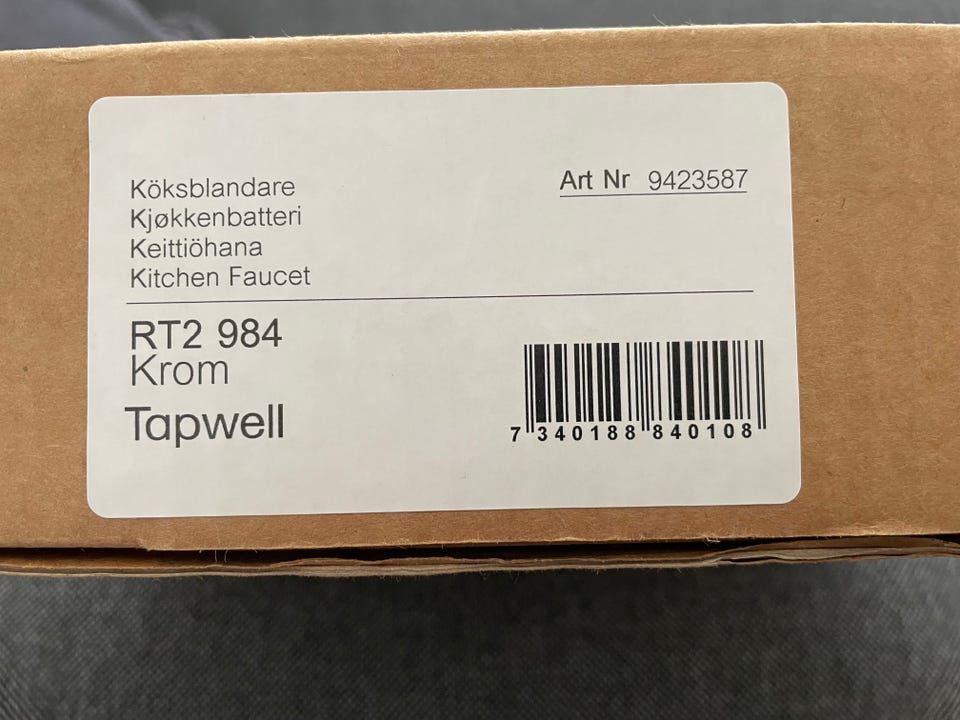 Köksblandare
Kjøkkenbatteri
Keittiöhana
Kitchen Faucet
Art Nr 9423587
RT2 984
Krom
Tapwell
7 340188 840108